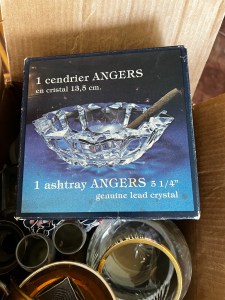 1 cendrier ANGERS
en cristal 13,5 cm.
1 ashtray ANGERS 5 1/4"
genuine lead crystal